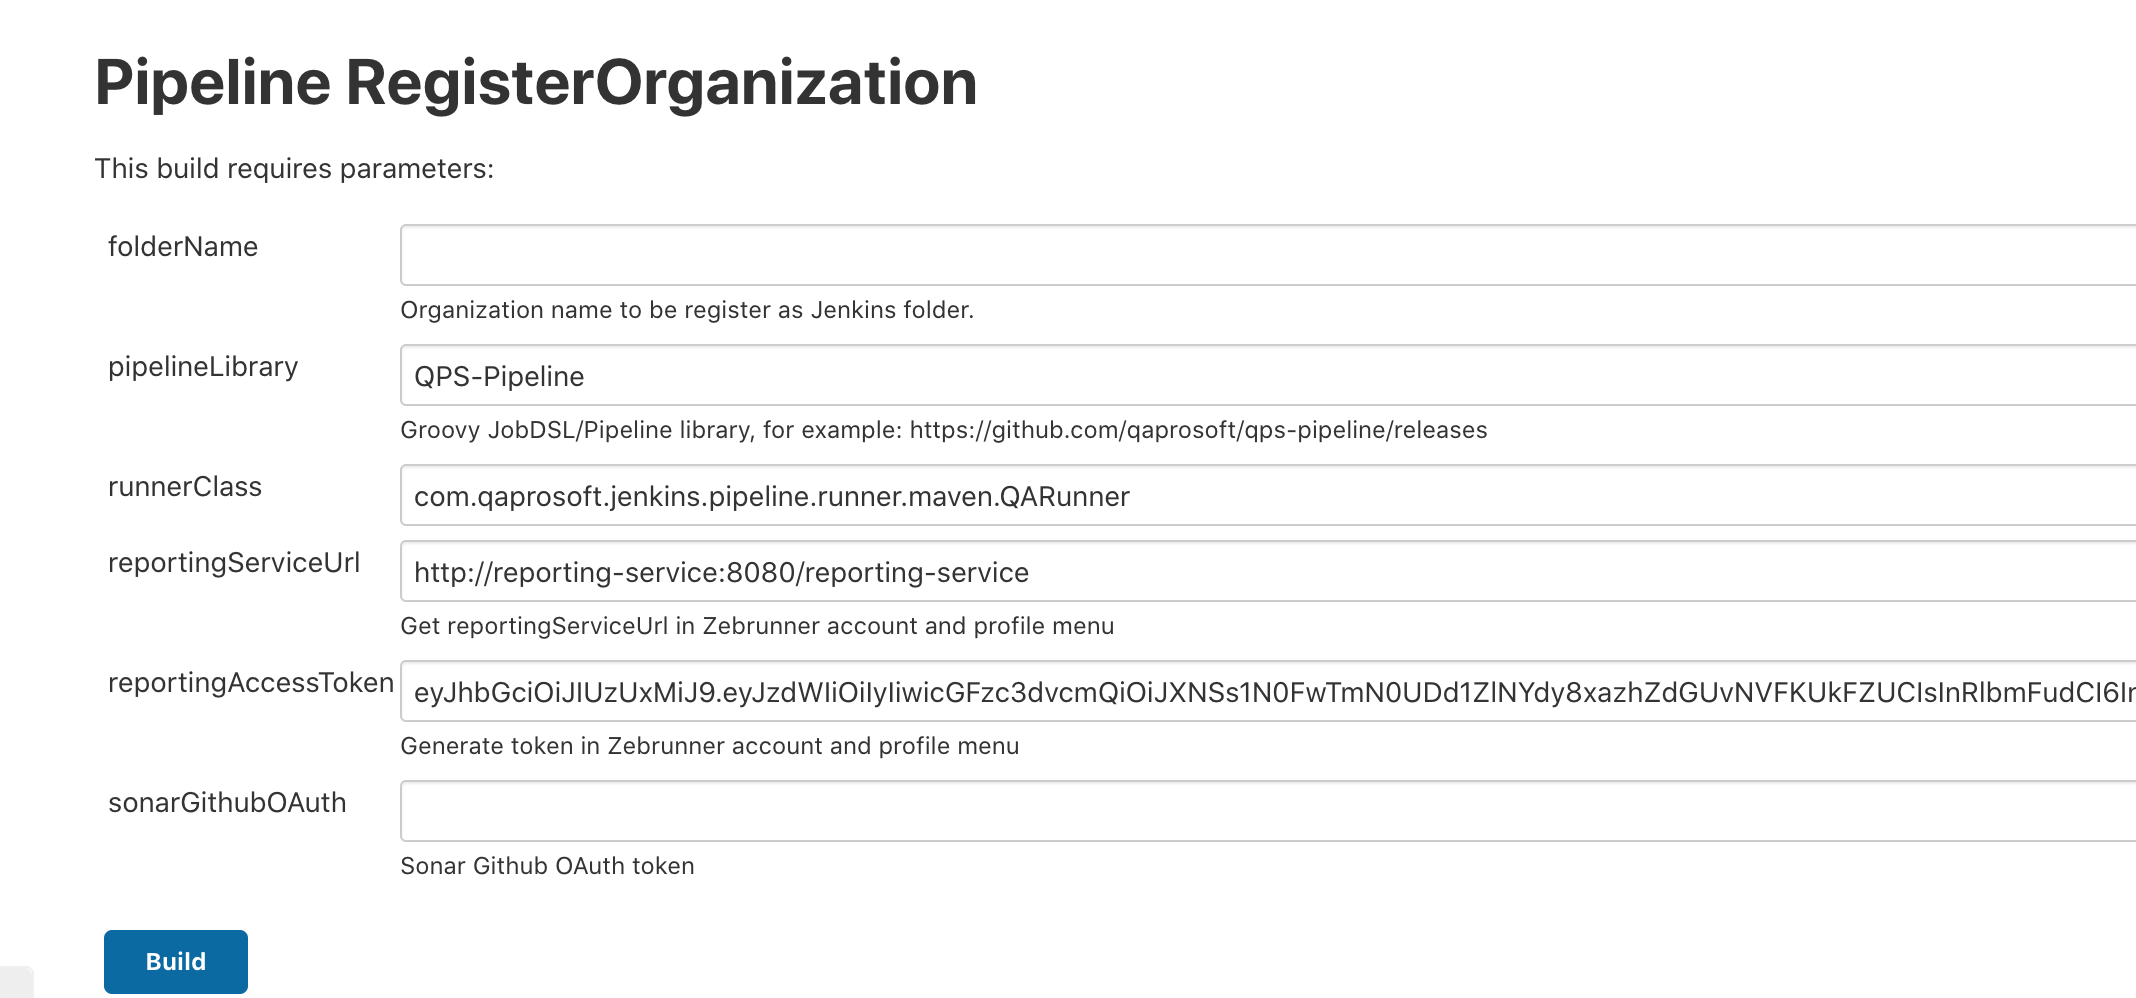 Pipeline RegisterOrganization
This build requires parameters:
folderName
Organization name to be register as Jenkins folder.
pipelineLibrary
QPS-Pipeline
Groovy JobDSL/Pipeline library, for example: https://github.com/qaprosoft/qps-pipeline/releases
runnerClass
com.qaprosoft.jenkins.pipeline.runner.maven.QARunner
reportingServiceUrl
http://reporting-service:8080/reporting-service
Get reportingServiceUrl in Zebrunner account and profile menu
reportingAccessToken
eyJhbGciOiJIUzUxMiJ9.eyJzdWIiOiIyIiwicGFzc3dvcmQiOiJXNSs1N0FwTmN0UDd1ZlNYdy8xazhZdGUvNVFKUkFZUCIsInRlbmFudCI6In
Generate token in Zebrunner account and profile menu
sonarGithubOAuth
Sonar Github OAuth token
Build